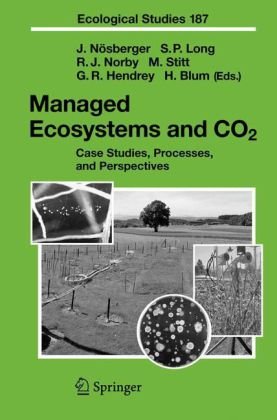 Ecological Studies 187
J. Nösberger S. P. Long
R. J. Norby M. Stitt
G. R. Hendrey H. Blum (Eds.)
Managed
Ecosystems and CO₂
Case Studies, Processes,
and Perspectives
Springer